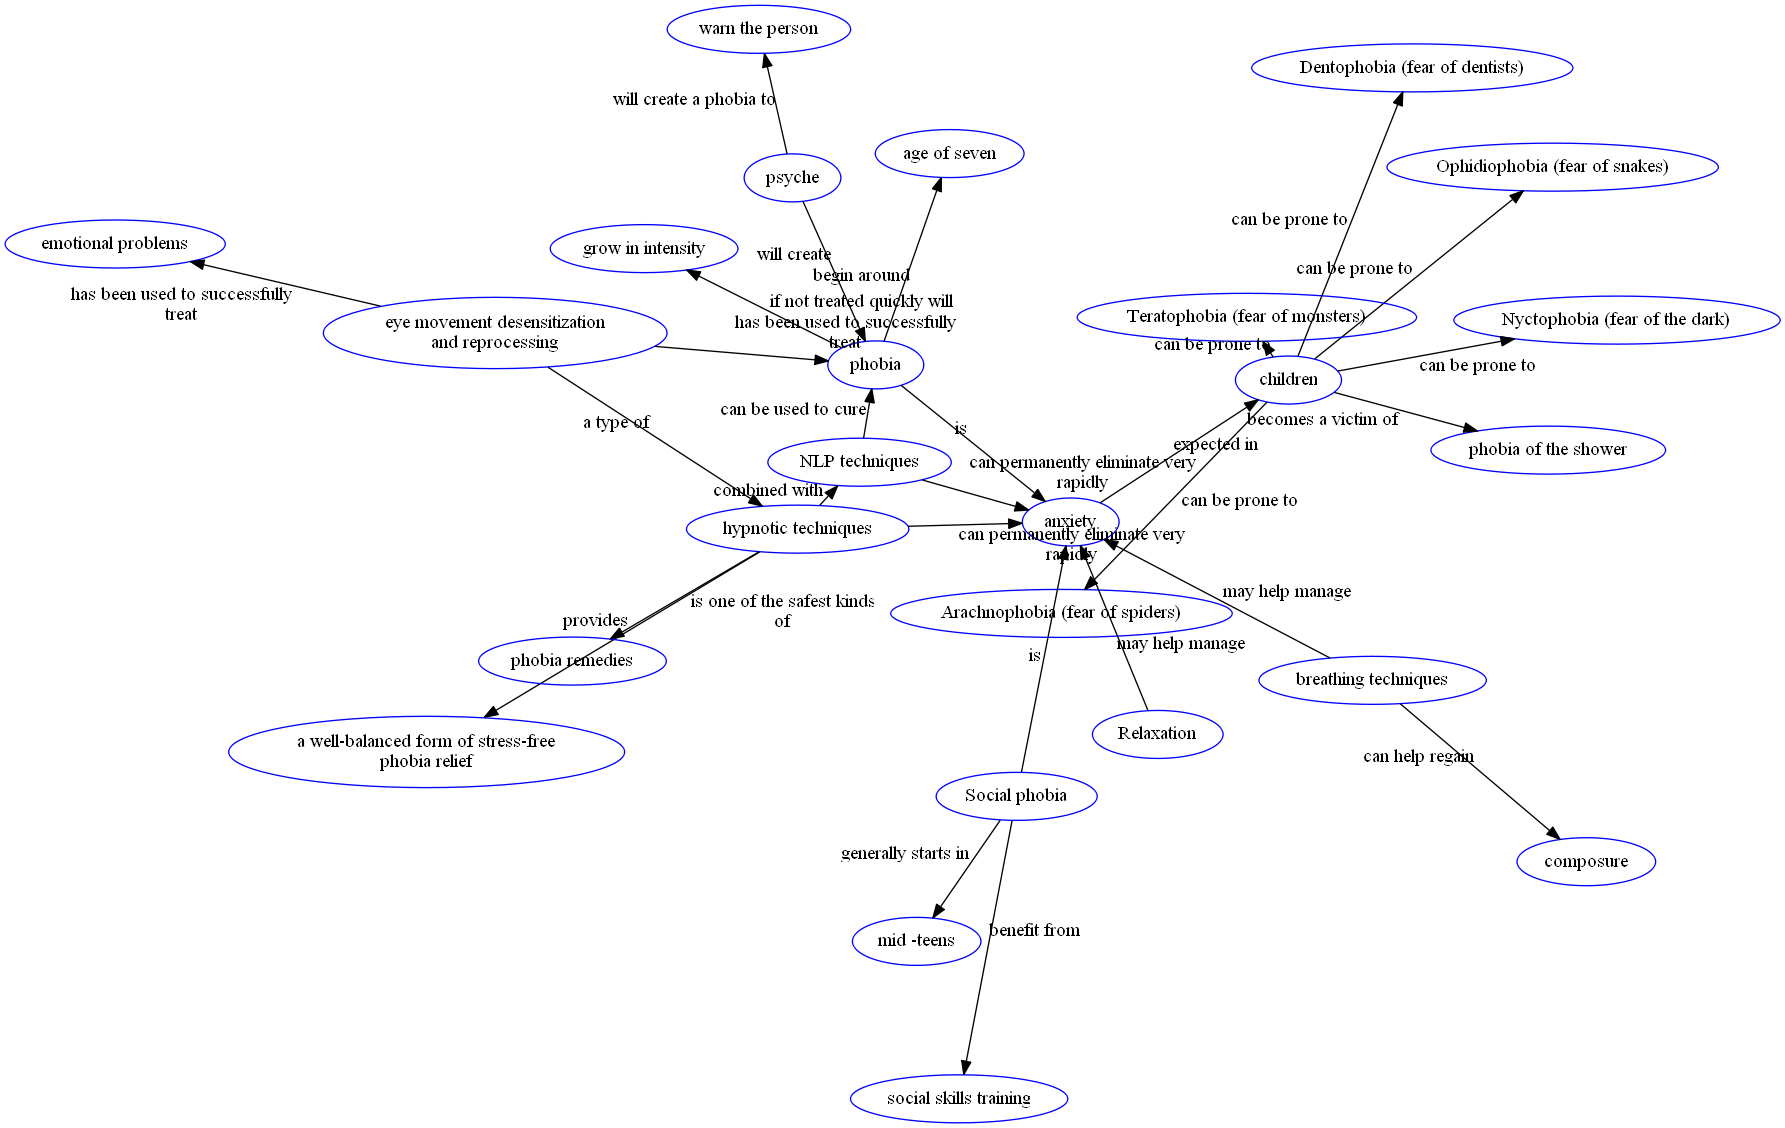 warn the person
Dentophobia (fear of dentists)
will create a phobia to
age of seven
Ophidiophobia (fear of snakes)
psyche
can be prone to
emotional problems
grow in intensity
will create
begin around
can be prone to
has been used to successfully
treat
if not treated quickly will
eye movement desensitization
and reprocessing
has been used to successfully
treat
Teratophobia (fear of monsters)
Nyctophobia (fear of the dark)
can be prone to
phobia
can be prone to
children
can be used to cure
a type of
is
becomes a victim of
expected in
phobia of the shower
NLP techniques
can permanently eliminate very
rapidly
combined with
can be prone to
hypnotic techniques
anxiety
can permanently eliminate very
rapidly
may help manage
is one of the safest kinds
of
provides
Arachnophobia (fear of spiders)
may help manage
is
phobia remedies
breathing techniques
a well-balanced form of stress-free
phobia relief
Relaxation
can help regain
Social phobia
generally starts in
composure
benefit from
mid -teens
social skills training